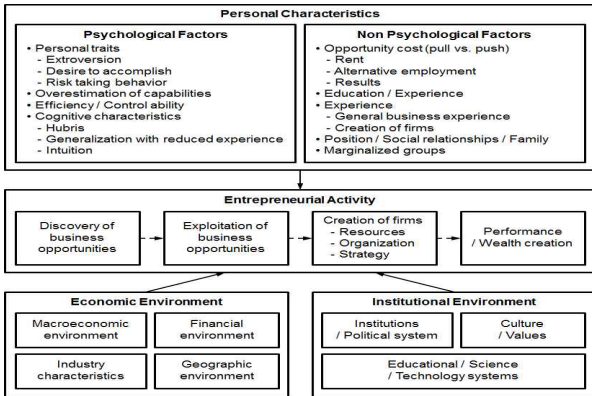 Personal Characteristics
Psychological Factors
• Personal traits
- Extroversion
- Desire to accomplish
- Risk taking behavior
• Overestimation of capabilities
• Efficiency / Control ability
• Cognitive characteristics
- Hubris
- Generalization with reduced experience
- Intuition
Non Psychological Factors
• Opportunity cost (pull vs. push)
- Rent
- Alternative employment
- Results
• Education / Experience
• Experience
- General business experience
- Creation of firms
• Position / Social relationships / Family
• Marginalized groups
Entrepreneurial Activity
Discovery of
business
opportunities
Exploitation of
business
opportunities
Creation of firms
- Resources
- Organization
- Strategy
Performance
/ Wealth creation
Economic Environment
Macroeconomic
environment
Financial
environment
Industry
characteristics
Geographic
environment
Institutional Environment
Institutions
/ Political system
Culture
/ Values
Educational / Science
/ Technology systems